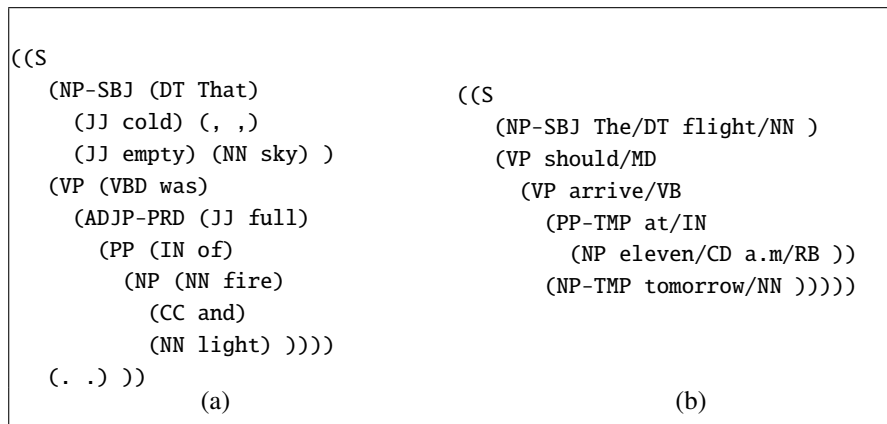 ((S
   (NP-SBJ (DT That)
     (JJ cold) (, ,)
     (JJ empty) (NN sky) )
   (VP (VBD was)
     (ADJP-PRD (JJ full)
       (PP (IN of)
         (NP (NN fire)
           (CC and)
           (NN light) ))))
   (. .) ))
(a)
((S
   (NP-SBJ The/DT flight/NN )
   (VP should/MD
     (VP arrive/VB
       (PP-TMP at/IN
         (NP eleven/CD a.m/RB ))
       (NP-TMP tomorrow/NN )))))
(b)